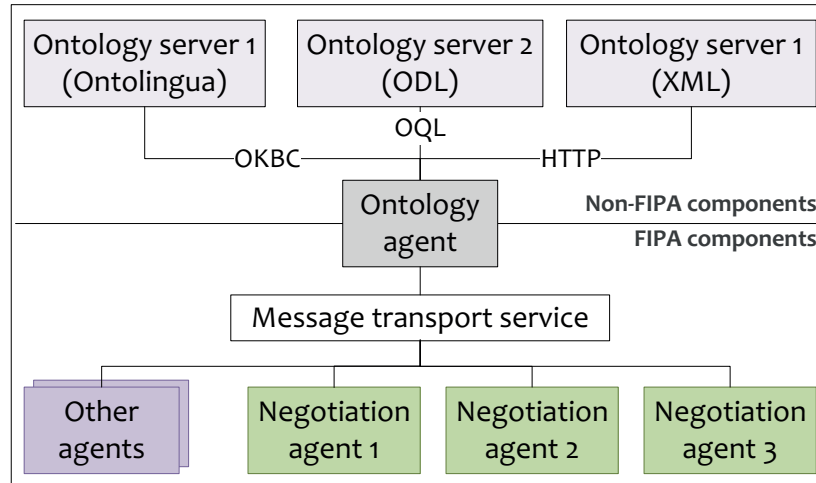 Ontology server 1
(Ontolingua)
Ontology server 2
(ODL)
Ontology server 1
(XML)
OQL
OKBC
HTTP
Ontology
agent
Non-FIPA components
FIPA components
Message transport service
Other
agents
Negotiation
agent 1
Negotiation
agent 2
Negotiation
agent 3